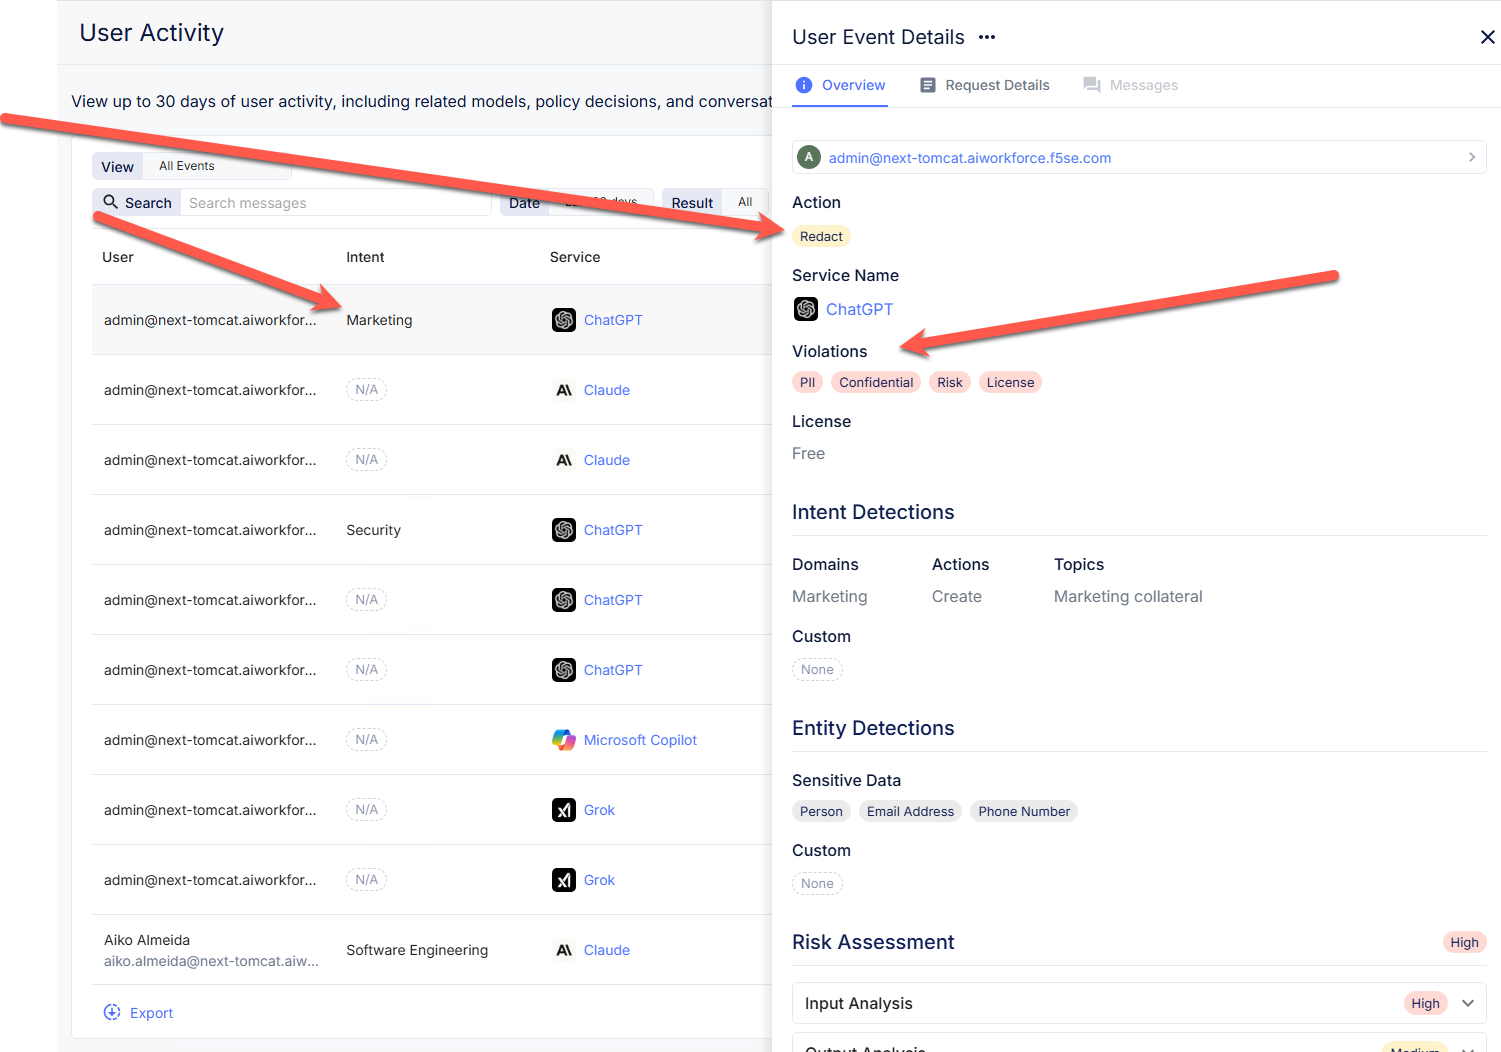 User Activity
View up to 30 days of user activity, including related models, policy decisions, and conversat
View All Events
Search Search messages Date days Result All
User Intent Service
admin@next-tomcat.aiworkfor... Marketing ChatGPT
admin@next-tomcat.aiworkfor... N/A Claude
admin@next-tomcat.aiworkfor... N/A Claude
admin@next-tomcat.aiworkfor... Security ChatGPT
admin@next-tomcat.aiworkfor... N/A ChatGPT
admin@next-tomcat.aiworkfor... N/A ChatGPT
admin@next-tomcat.aiworkfor... N/A Microsoft Copilot
admin@next-tomcat.aiworkfor... N/A Grok
admin@next-tomcat.aiworkfor... N/A Grok
Aiko Almeida
aiko.almeida@next-tomcat.aiw... Software Engineering Claude
Export
User Event Details
Overview Request Details Messages
A admin@next-tomcat.aiworkforce.f5se.com
Action
Redact
Service Name
ChatGPT
Violations
PII Confidential Risk License
License
Free
Intent Detections
Domains Actions Topics
Marketing Create Marketing collateral
Custom
None
Entity Detections
Sensitive Data
Person Email Address Phone Number
Custom
None
Risk Assessment High
Input Analysis High
Output Analysis Medium